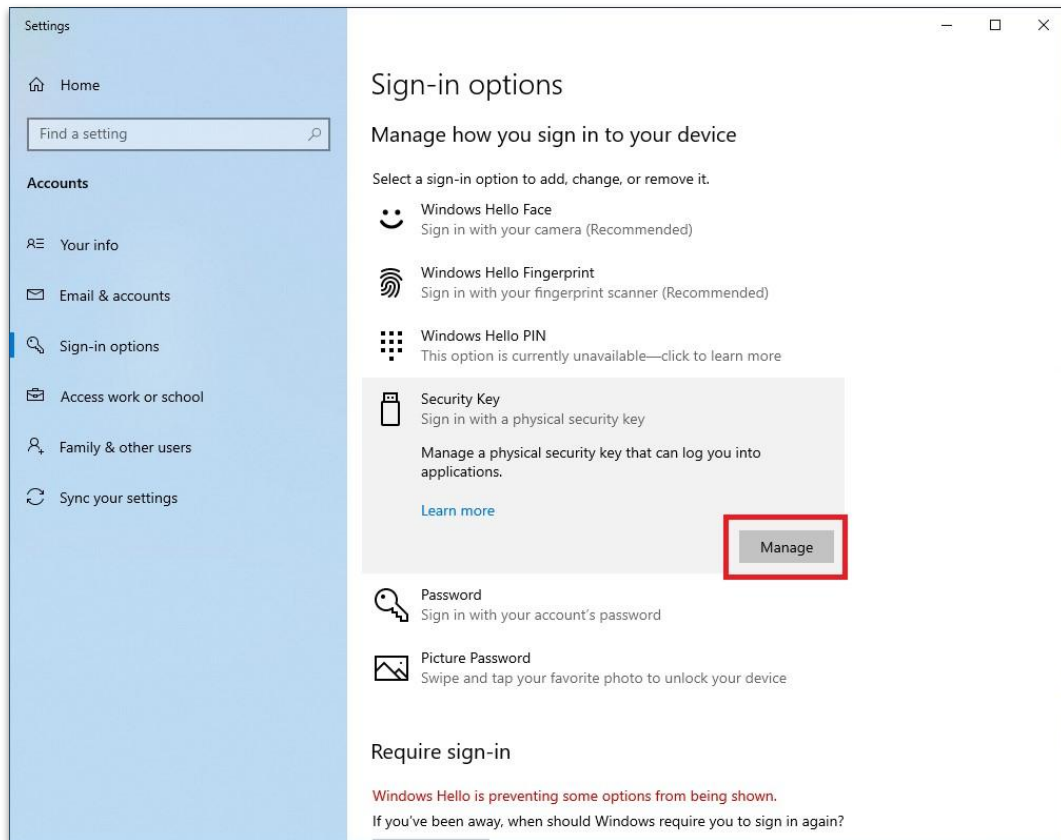 Settings
Home
Find a setting
Accounts
Your info
Email & accounts
Sign-in options
Access work or school
Family & other users
Sync your settings
Sign-in options
Manage how you sign in to your device
Select a sign-in option to add, change, or remove it.
Windows Hello Face
Sign in with your camera (Recommended)
Windows Hello Fingerprint
Sign in with your fingerprint scanner (Recommended)
Windows Hello PIN
This option is currently unavailable—click to learn more
Security Key
Sign in with a physical security key
Manage a physical security key that can log you into
applications.
Learn more
Manage
Password
Sign in with your account's password
Picture Password
Swipe and tap your favorite photo to unlock your device
Require sign-in
Windows Hello is preventing some options from being shown.
If you've been away, when should Windows require you to sign in again?